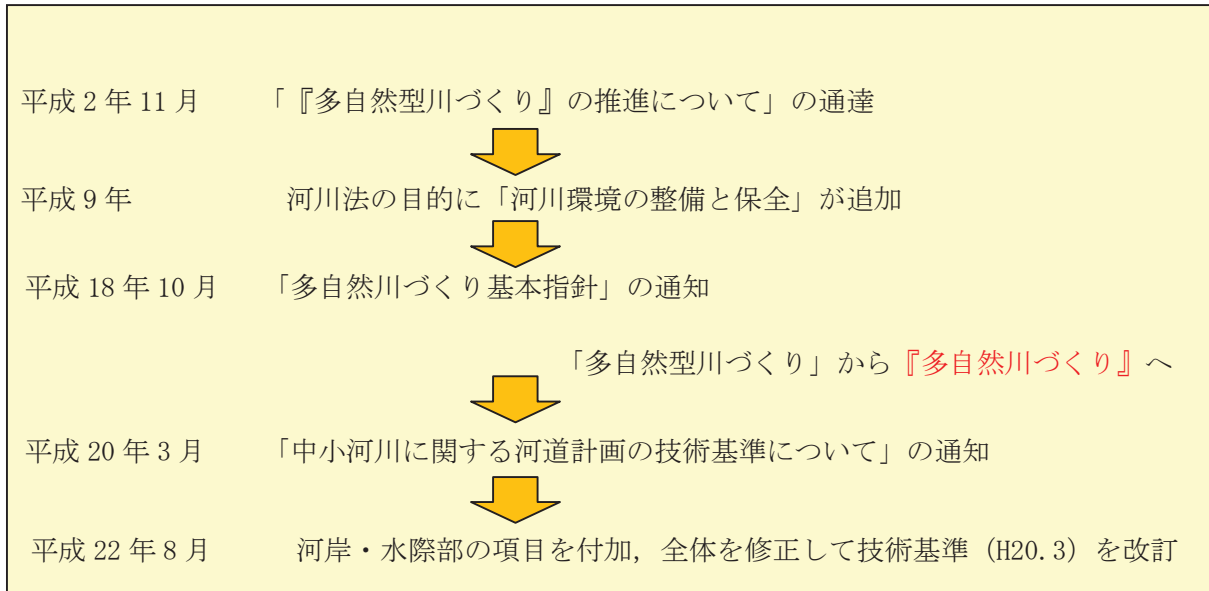 平成 2 年 11 月　「『多自然型川づくり』の推進について」の通達
平成 9 年　河川法の目的に「河川環境の整備と保全」が追加
平成 18 年 10 月　「多自然川づくり基本指針」の通知
「多自然型川づくり」から『多自然川づくり』へ
平成 20 年 3 月　「中小河川に関する河道計画の技術基準について」の通知
平成 22 年 8 月　河岸・水際部の項目を付加，全体を修正して技術基準（H20.3）を改訂